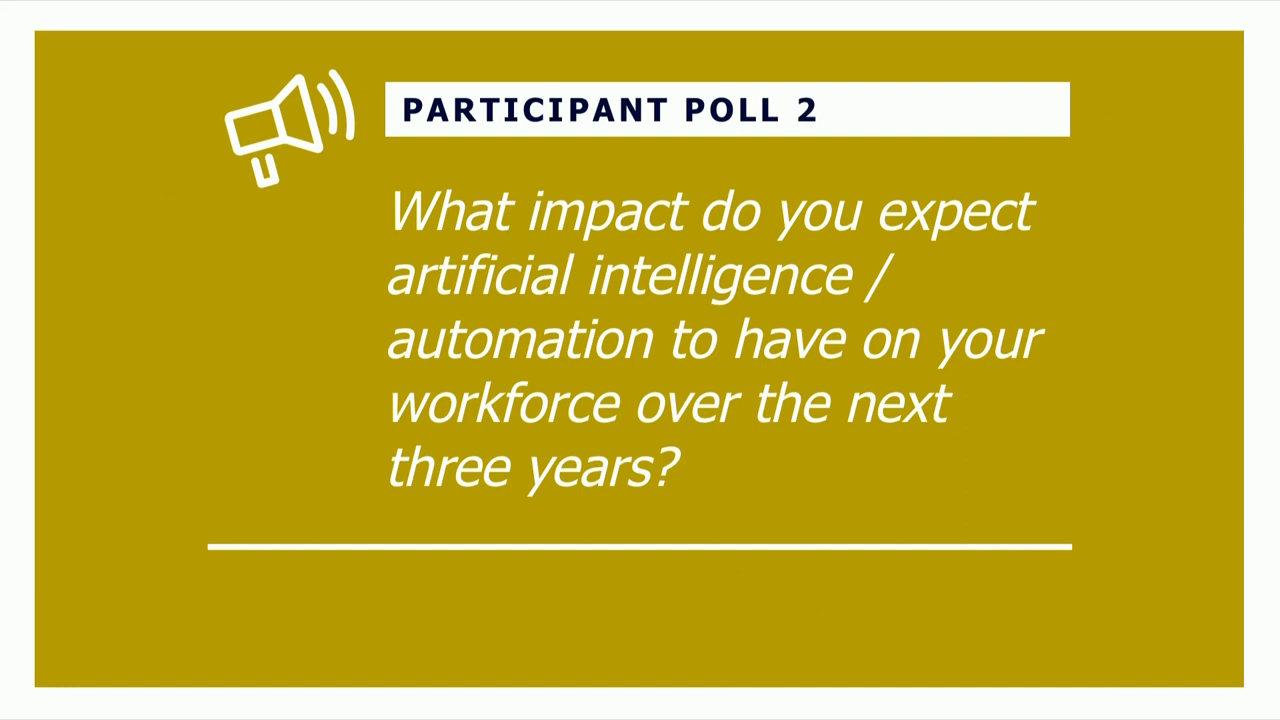 PARTICIPANT POLL 2
What impact do you expect
artificial intelligence /
automation to have on your
workforce over the next
three years?